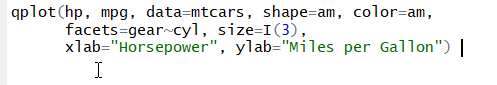 qplot(hp, mpg, data=mtcars, shape=am, color=am,
facets=gear~cyl, size=I(3),
xlab="Horsepower", ylab="Miles per Gallon")